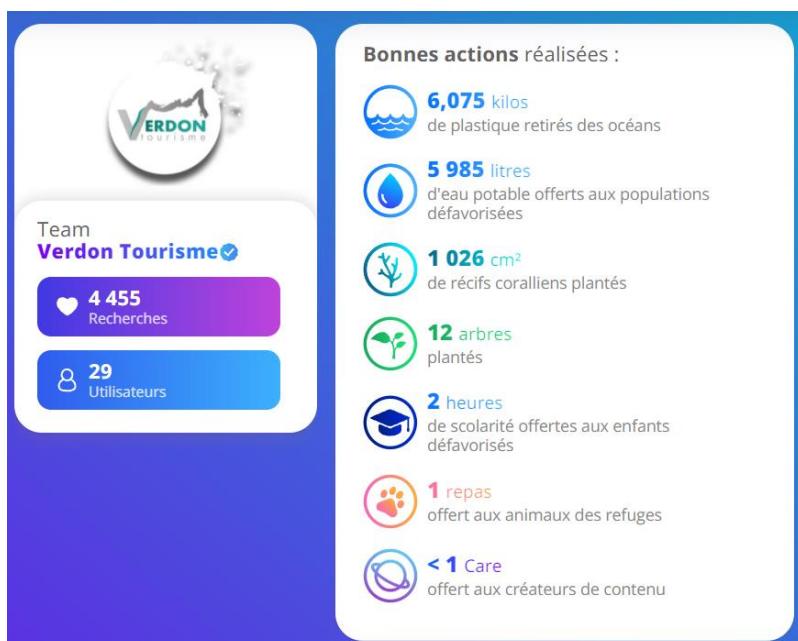 VERDON
tourisme
Team
Verdon Tourisme
4 455
Recherches
29
Utilisateurs
Bonnes actions réalisées :
6,075 kilos
de plastique retirés des océans
5 985 litres
d'eau potable offerts aux populations
défavorisées
1 026 cm²
de récifs coralliens plantés
12 arbres
plantés
2 heures
de scolarité offertes aux enfants
défavorisés
1 repas
offert aux animaux des refuges
< 1 Care
offert aux créateurs de contenu